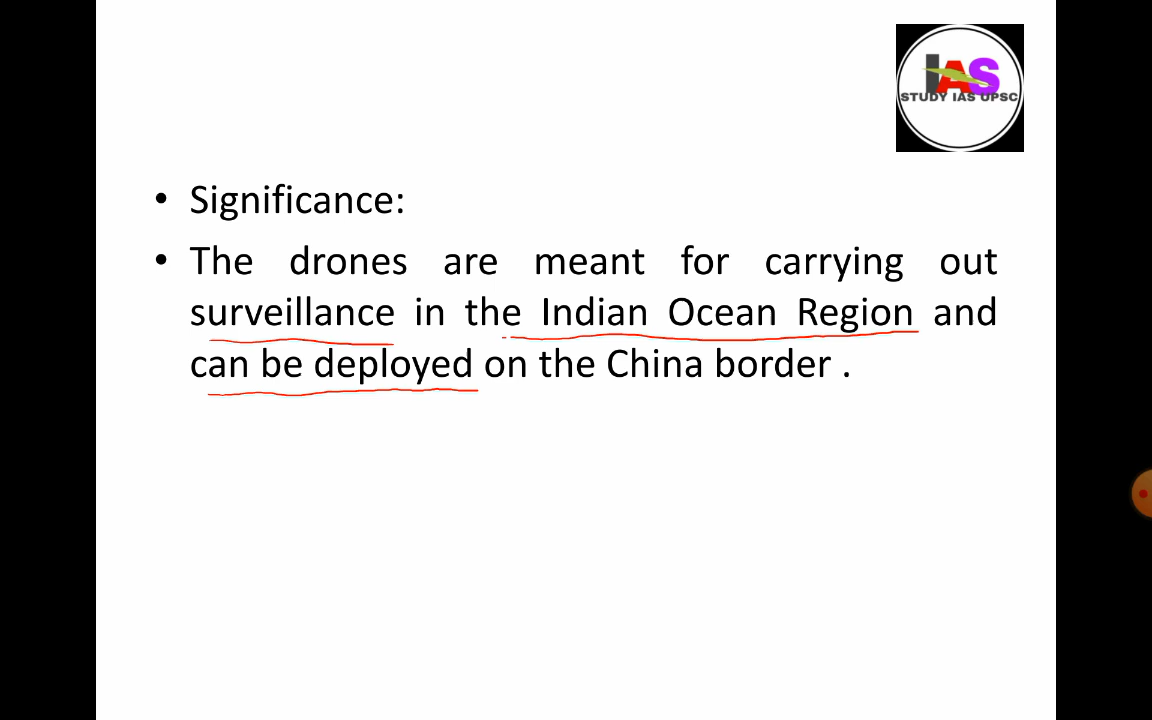 IAS
STUDY IAS UPSC
• Significance:
• The drones are meant for carrying out
surveillance in the Indian Ocean Region and
can be deployed on the China border .